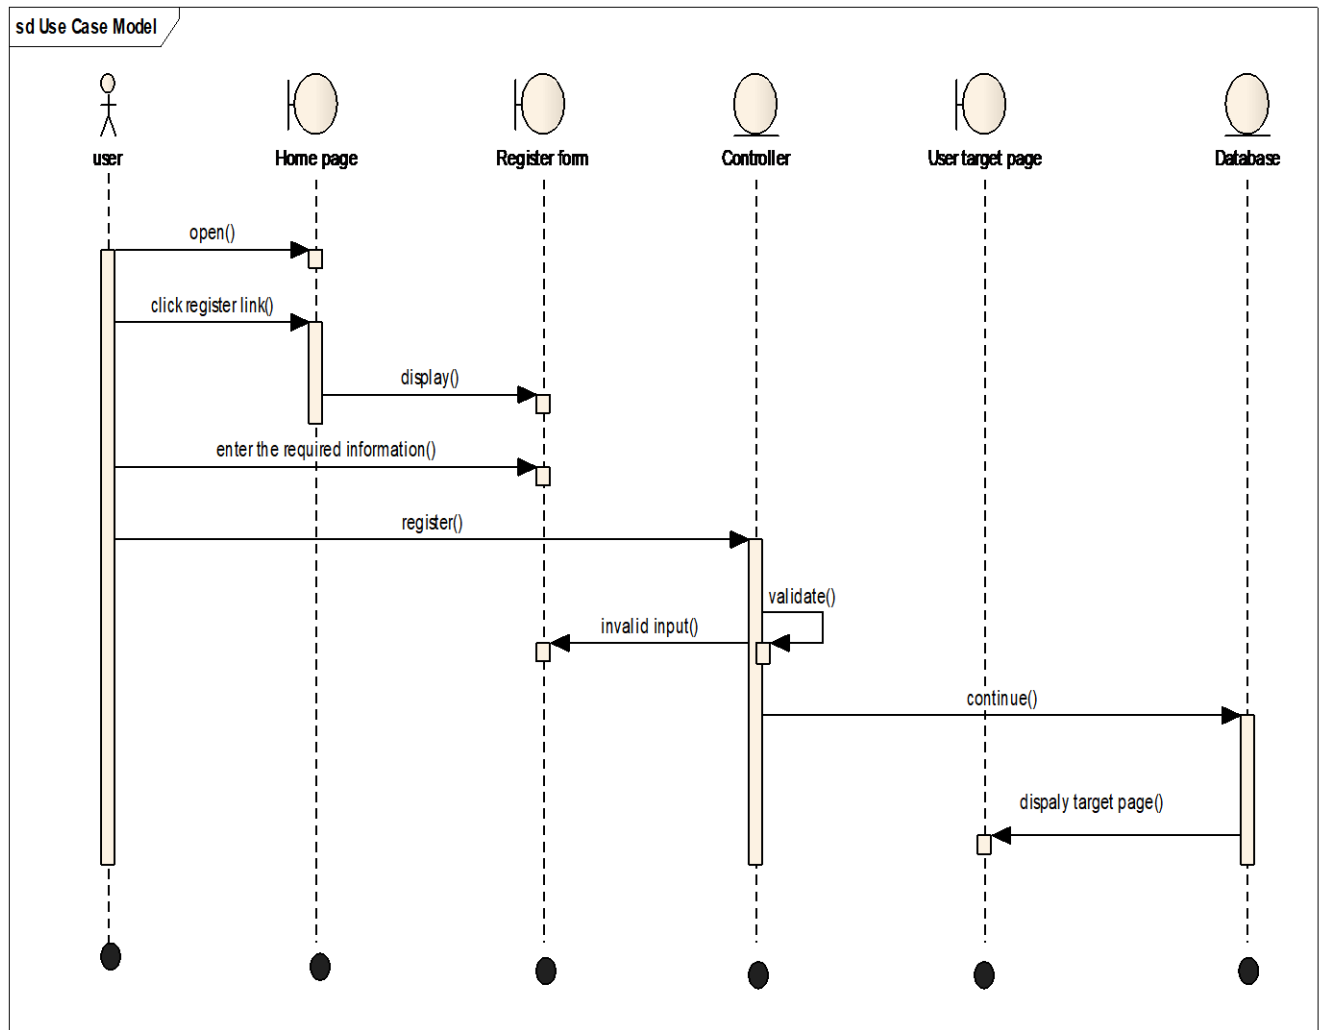 sd Use Case Model
user
Home page
Register form
Controller
User target page
Database
open()
click register link()
display()
enter the required information()
register()
validate()
invalid input()
continue()
dispaly target page()